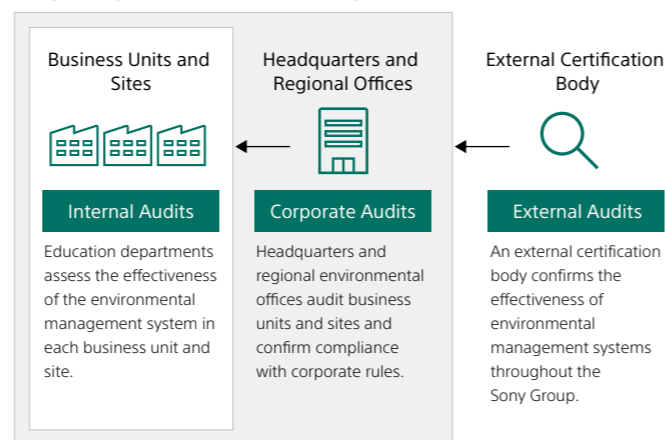 Business Units and
Sites
Internal Audits
Education departments
assess the effectiveness
of the environmental
management system in
each business unit and
site.
Headquarters and
Regional Offices
Corporate Audits
Headquarters and
regional environmental
offices audit business
units and sites and
confirm compliance
with corporate rules.
External Certification
Body
External Audits
An external certification
body confirms the
effectiveness of
environmental
management systems
throughout the
Sony Group.